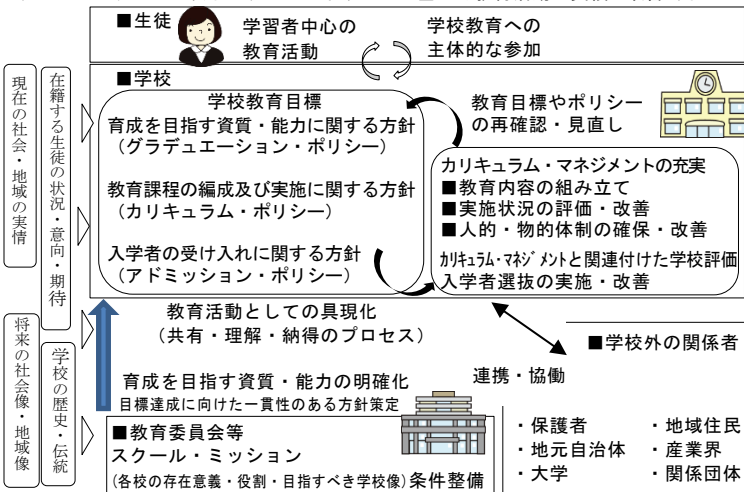 ■生徒
学習者中心の
教育活動
学校教育への
主体的な参加
現在の社会・地域の実情
在籍する生徒の状況・意向・期待
■学校
学校教育目標
育成を目指す資質・能力に関する方針
（グラデュエーション・ポリシー）
教育課程の編成及び実施に関する方針
（カリキュラム・ポリシー）
入学者の受け入れに関する方針
（アドミッション・ポリシー）
教育目標やポリシー
の再確認・見直し
カリキュラム・マネジメントの充実
■教育内容の組み立て
■実施状況の評価・改善
■人的・物的体制の確保・改善
カリキュラム・マネジメントと関連付けた学校評価
入学者選抜の実施・改善
将来の社会像・地域像
学校の歴史・伝統
教育活動としての具現化
（共有・理解・納得のプロセス）
育成を目指す資質・能力の明確化
目標達成に向けた一貫性のある方針策定
■教育委員会等
スクール・ミッション
（各校の存在意義・役割・目指すべき学校像）条件整備
連携・協働
■学校外の関係者
・保護者 ・地域住民
・地元自治体 ・産業界
・大学 ・関係団体